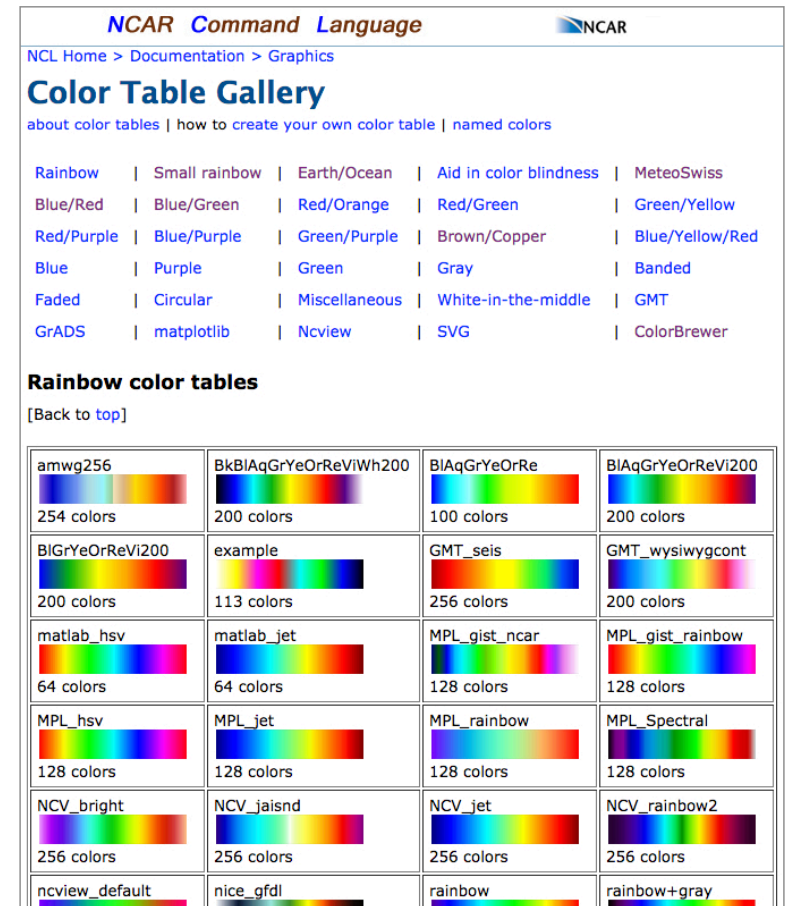 NCAR Command Language NCAR
NCL Home > Documentation > Graphics
Color Table Gallery
about color tables | how to create your own color table | named colors
Rainbow | Small rainbow | Earth/Ocean | Aid in color blindness | MeteoSwiss
Blue/Red | Blue/Green | Red/Orange | Red/Green | Green/Yellow
Red/Purple | Blue/Purple | Green/Purple | Brown/Copper | Blue/Yellow/Red
Blue | Purple | Green | Gray | Banded
Faded | Circular | Miscellaneous | White-in-the-middle | GMT
GrADS | matplotlib | Ncview | SVG | ColorBrewer
Rainbow color tables
[Back to top]
amwg256 BkBlAqGrYeOrReViWh200 BlAqGrYeOrRe BlAqGrYeOrReVi200
254 colors 200 colors 100 colors 200 colors
BlGrYeOrReVi200 example GMT_seis GMT_wysiwygcont
200 colors 113 colors 256 colors 200 colors
matlab_hsv matlab_jet MPL_gist_ncar MPL_gist_rainbow
64 colors 64 colors 128 colors 128 colors
MPL_hsv MPL_jet MPL_rainbow MPL_Spectral
128 colors 128 colors 128 colors 128 colors
NCV_bright NCV_jaisnd NCV_jet NCV_rainbow2
256 colors 256 colors 256 colors 256 colors
ncview_default nice_gfdl rainbow rainbow+gray